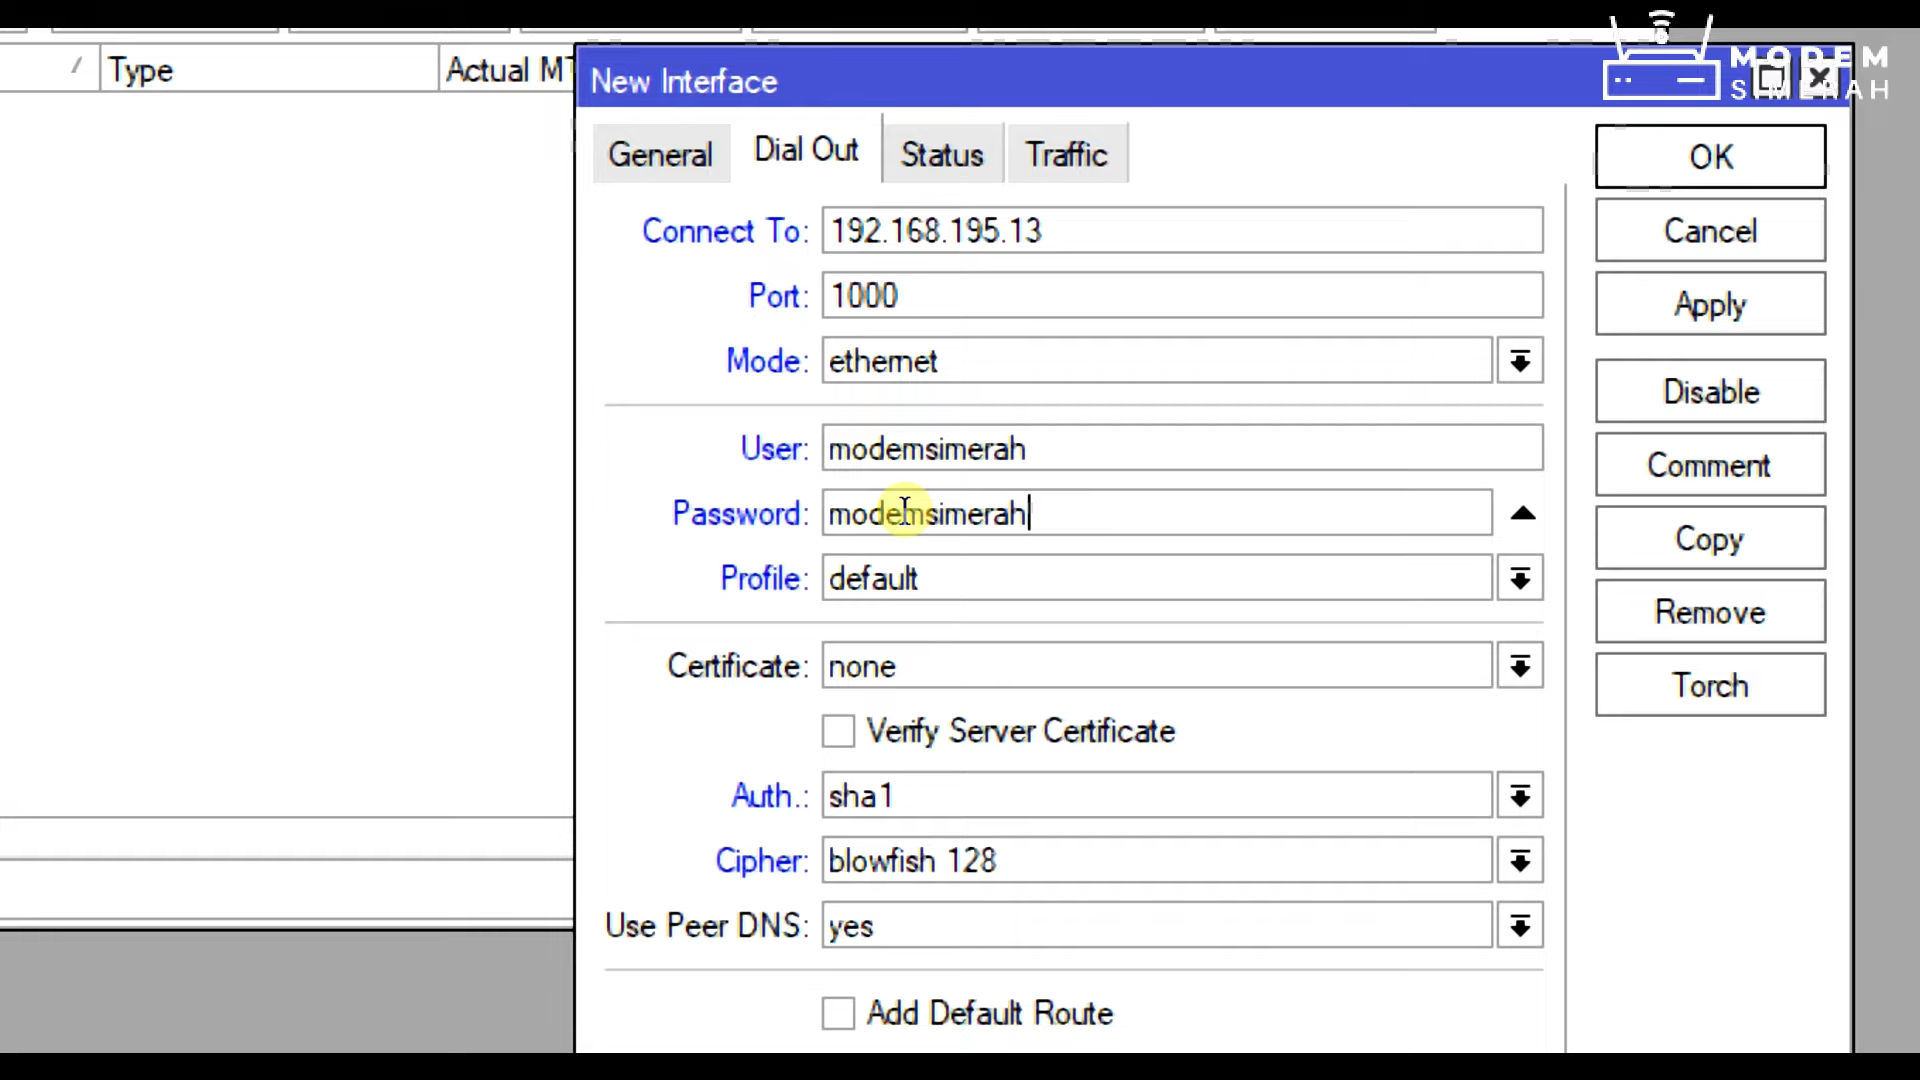 Type
Actual MT
New Interface
MODEM
SIMERAH
General
Dial Out
Status
Traffic
Connect To: 192.168.195.13
Port: 1000
Mode: ethernet
User: modemsimerah
Password: modemsimerah
Profile: default
Certificate: none
Verify Server Certificate
Auth.: sha1
Cipher: blowfish 128
Use Peer DNS: yes
Add Default Route
OK
Cancel
Apply
Disable
Comment
Copy
Remove
Torch